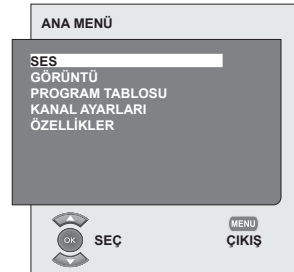 ANA MENÜ
SES
GÖRÜNTÜ
PROGRAM TABLOSU
KANAL AYARLARI
ÖZELLİKLER
OK SEÇ
MENU
ÇIKIŞ